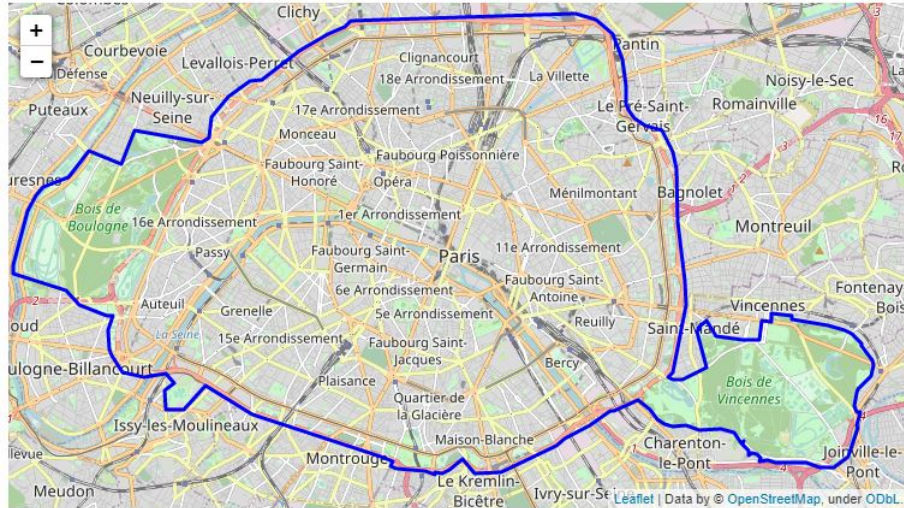 Clichy
+
−
Courbevoie
Pantin
Levallois-Perret
Clignancourt
Défense
18e Arrondissement
La Villette
Noisy-le-Sec
Puteaux
Neuilly-sur-
Seine
17e Arrondissement
Le Pré-Saint-
Gervais
Romainville
16
17
Monceau
Faubourg Poissonnière
Faubourg Saint-
Honoré
Opéra
Ménilmontant
Bagnolet
Bois de
Boulogne
16e Arrondissement
1er Arrondissement
Montreuil
Passy
Faubourg Saint-
Germain
Paris
11e Arrondissement
6e Arrondissement
Faubourg Saint-
Antoine
Fontenay
2
Auteuil
Grenelle
5e Arrondissement
Reuilly
Vincennes
La Seine
15e Arrondissement
Faubourg Saint-
Jacques
Saint-Mandé
Bercy
Plaisance
Bois de
Vincennes
Quartier de
la Glacière
Issy-les-Moulineaux
Maison-Blanche
Charenton-
le-Pont
Joinville-le-
Pont
Montrouge
4
Meudon
Le Kremlin-
Bicêtre
Leaflet | Data by © OpenStreetMap, under ODbL.